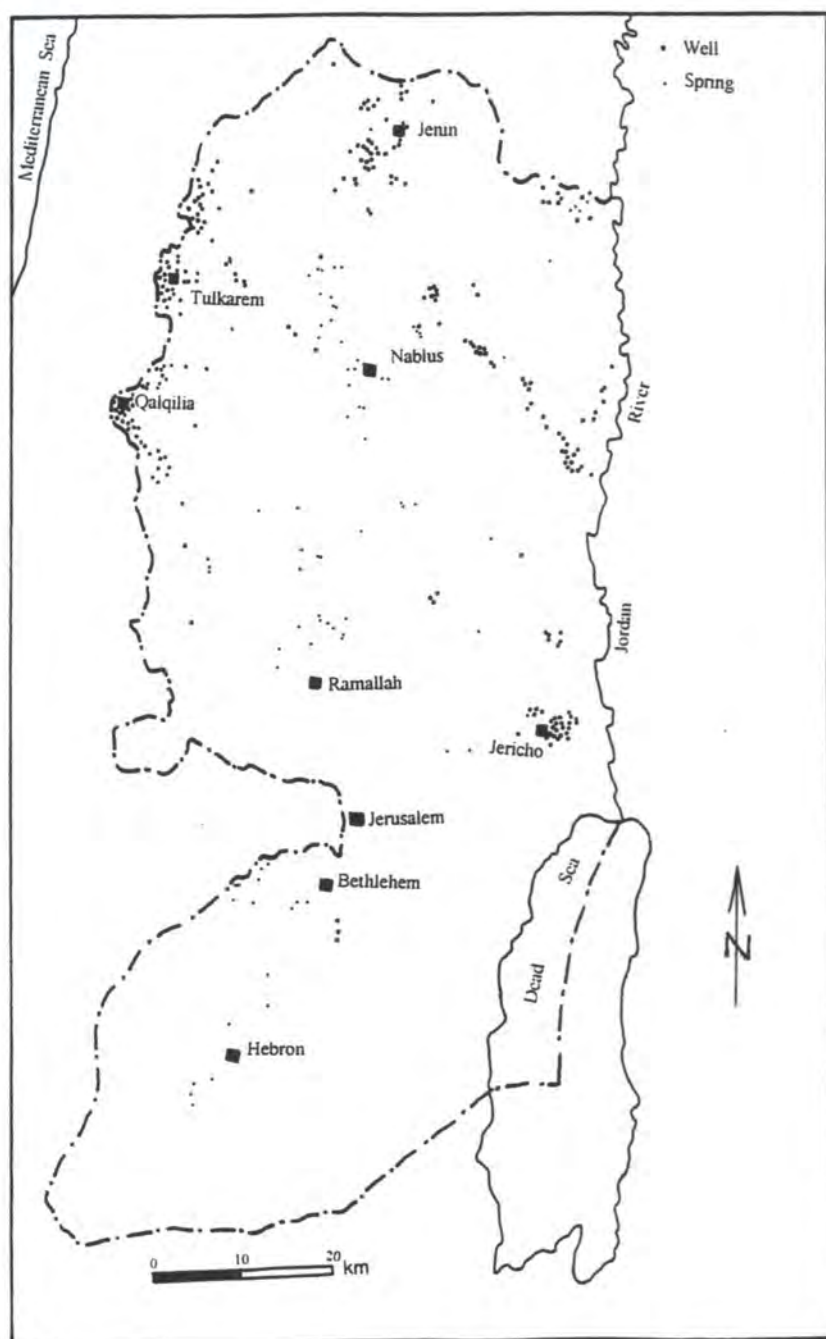 Mediterranean Sea
Well
Spring
Jenin
Tulkarem
Nablus
Qalqilia
River
Jordan
Ramallah
Jericho
Jerusalem
Bethlehem
Sea
Dead
N
Hebron
0 10 20
km